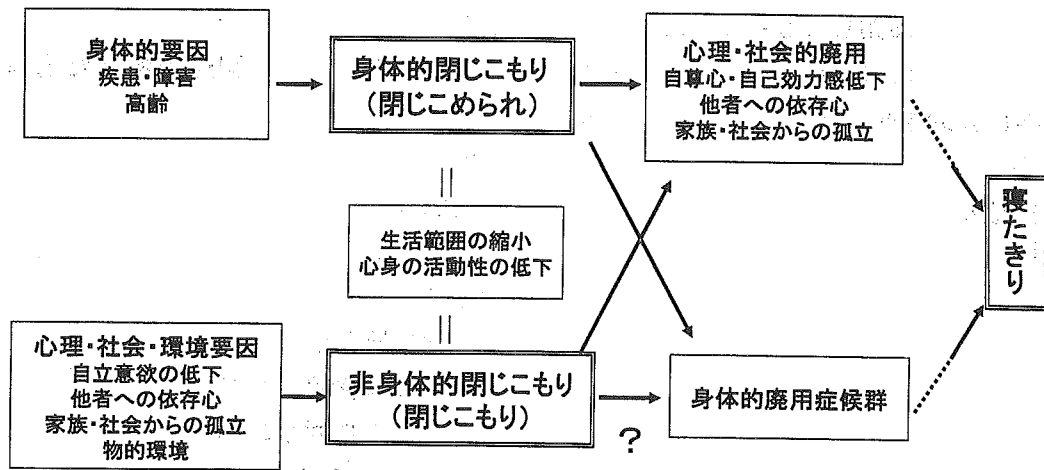 身体的要因
疾患・障害
高齢
身体的閉じこもり
(閉じこめられ)
心理・社会的廃用
自尊心・自己効力感低下
他者への依存心
家族・社会からの孤立
生活範囲の縮小
心身の活動性の低下
寝たきり
心理・社会・環境要因
自立意欲の低下
他者への依存心
家族・社会からの孤立
物的環境
非身体的閉じこもり
(閉じこもり)
身体的廃用症候群
?